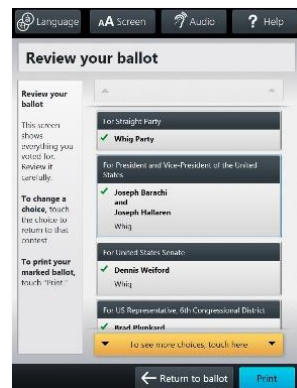 Language
AA Screen
Audio
? Help
Review your ballot
Review your
ballot
This screen
shows
everything you
voted for.
Review it
carefully.
To change a
choice, touch
the choice to
return to that
contest.
To print your
marked ballot,
touch "Print."
For Straight Party
Whig Party
For President and Vice-President of the United
States
Joseph Barachi
and
Joseph Hallaren
Whig
For United States Senate
Dennis Weiford
Whig
For US Representative, 6th Congressional District
Brad Plunkard
To see more choices, touch here
Return to ballot
Print